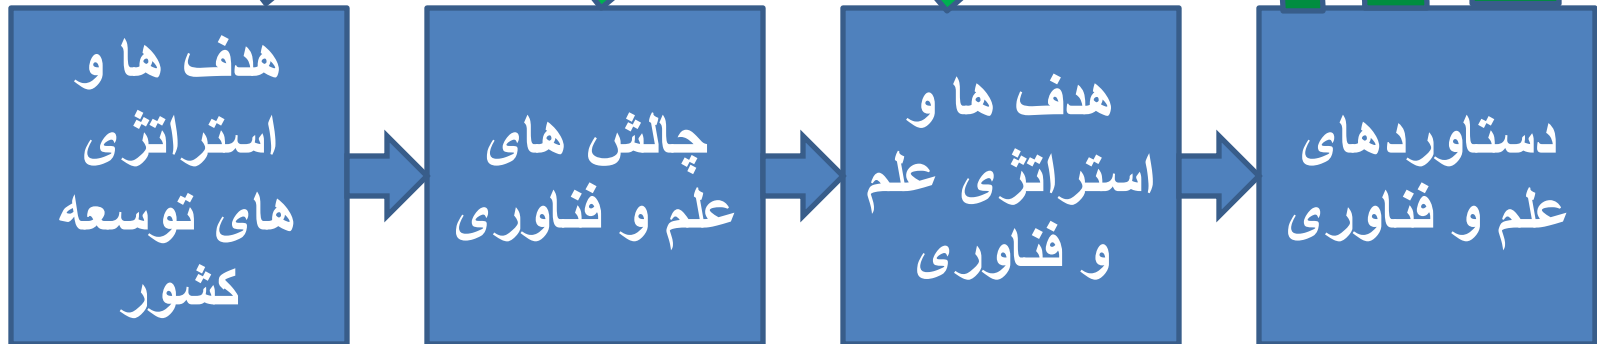 هدف ها و
استراتژی
های توسعه
کشور
چالش های
علم و فناوری
هدف ها و
استراتژی علم
و فناوری
دستاوردهای
علم و فناوری